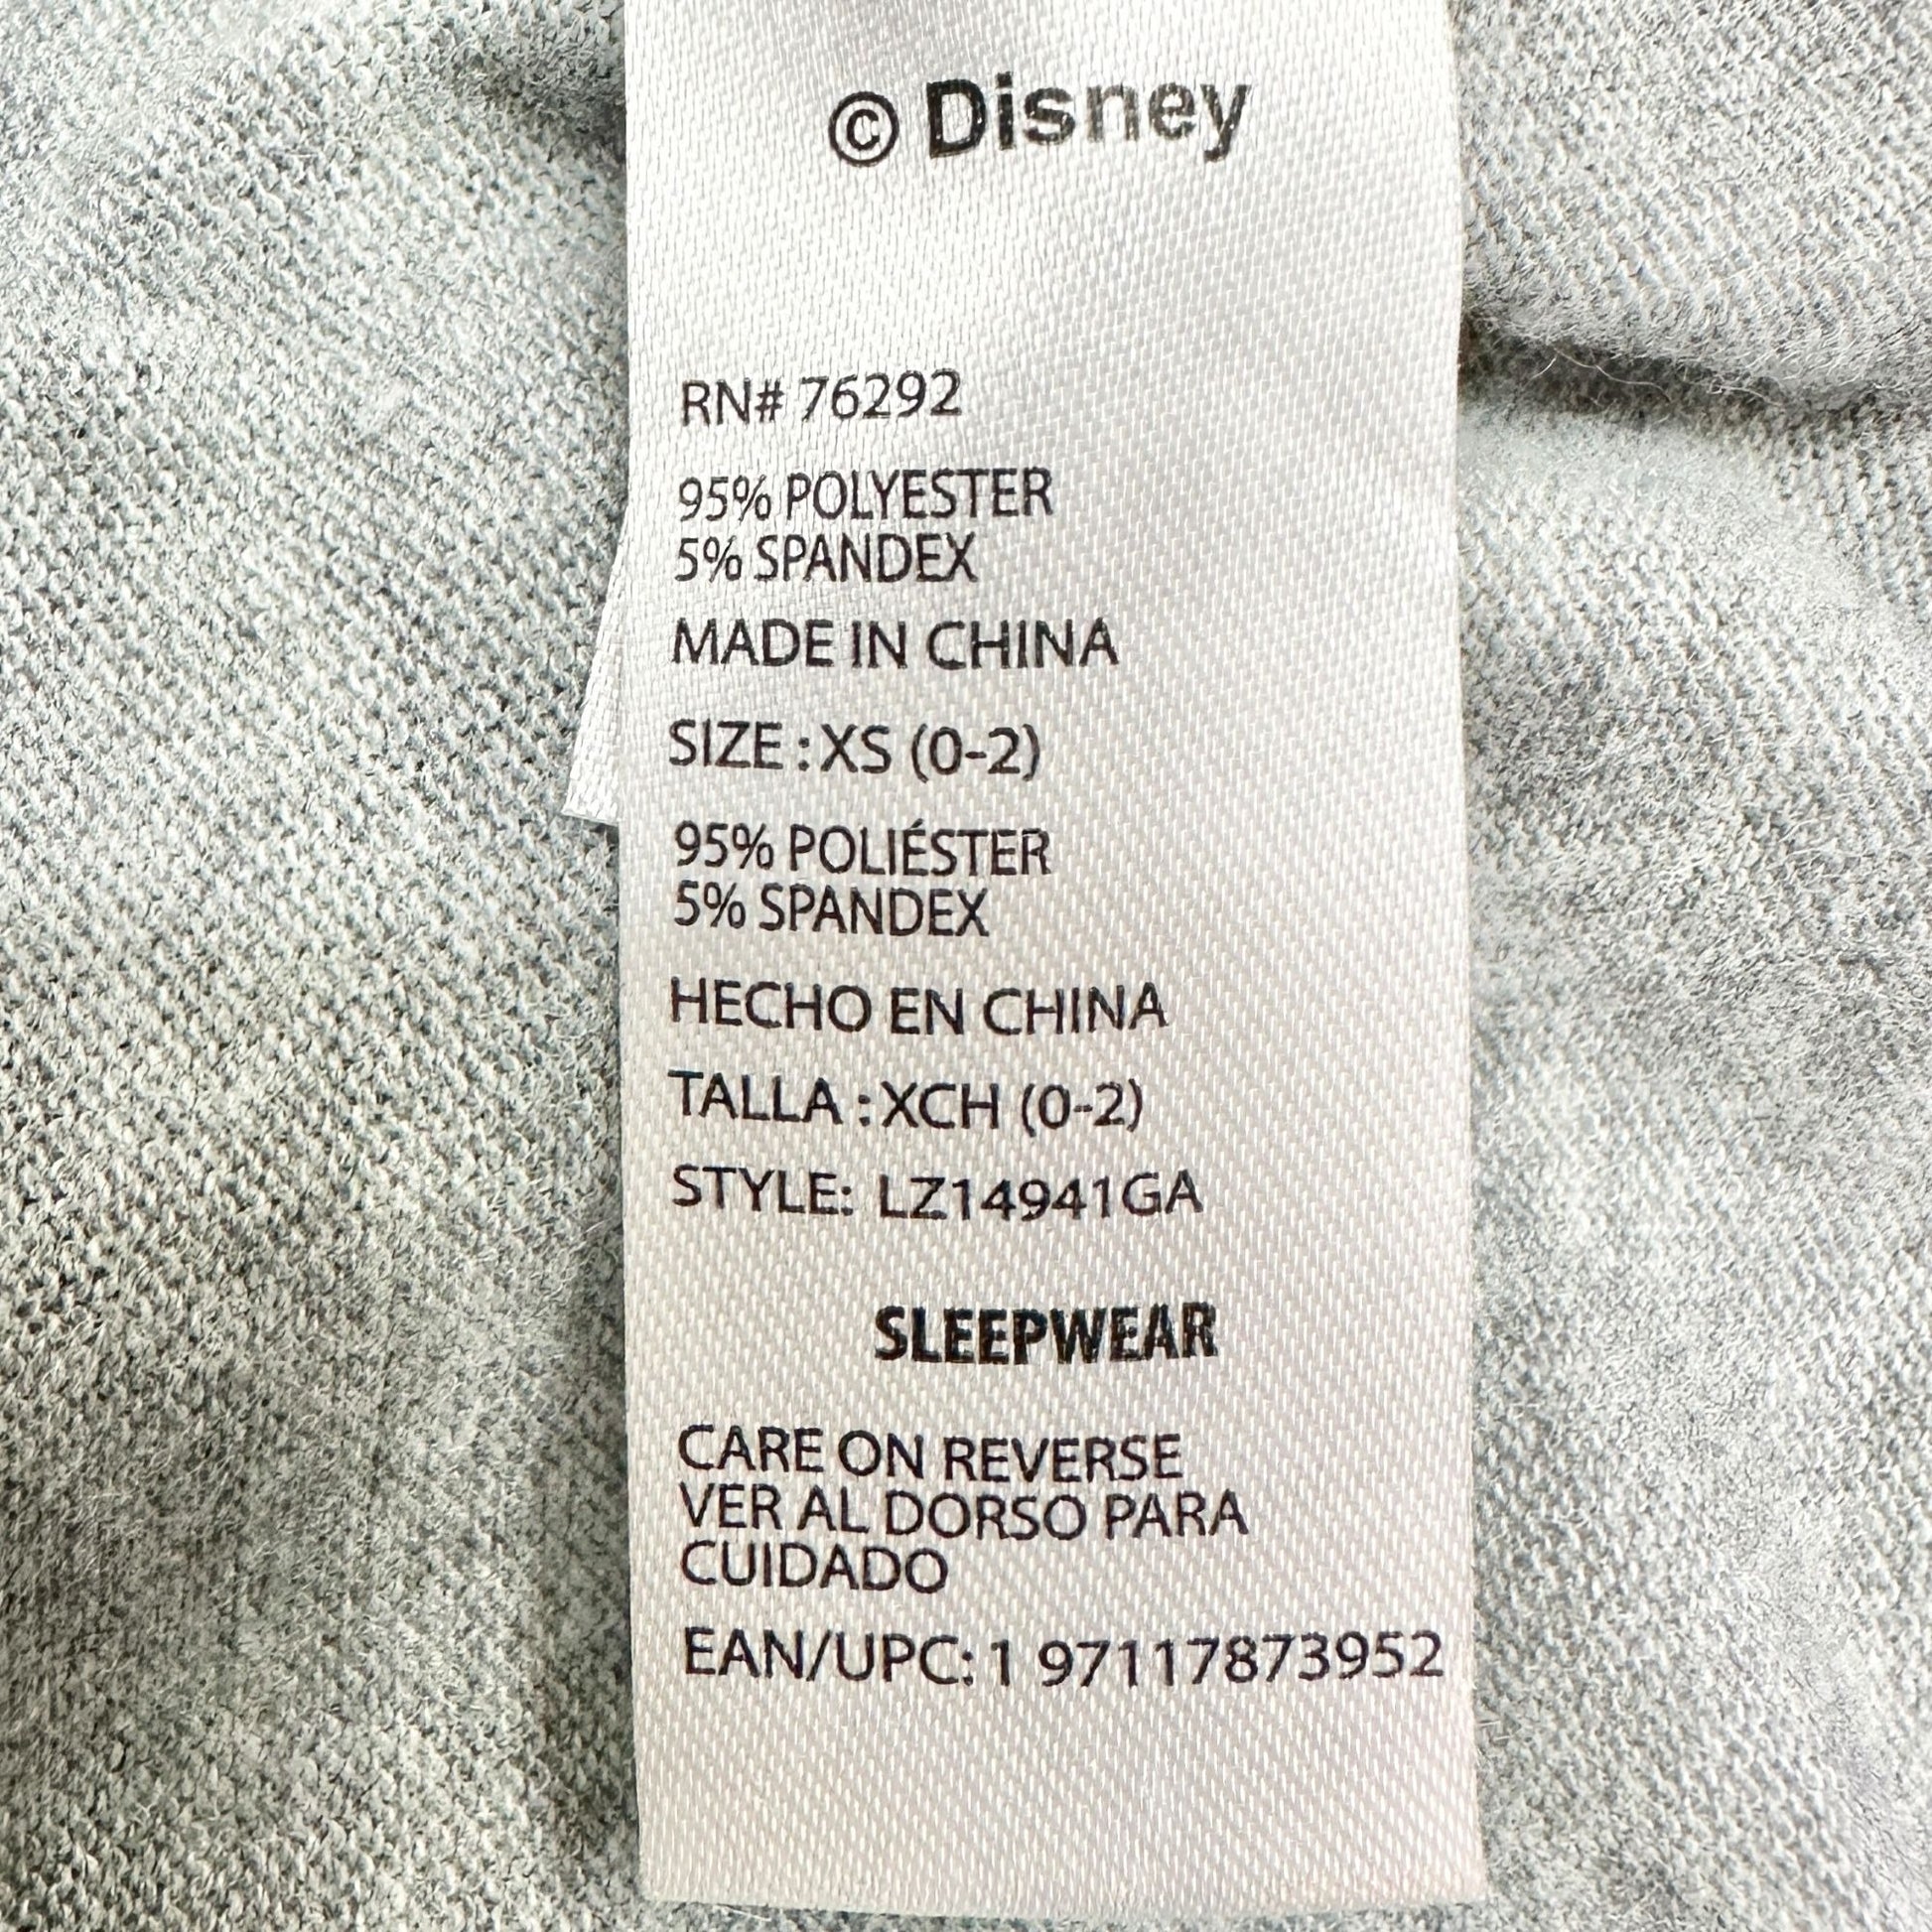 © Disney
RN# 76292
95% POLYESTER
5% SPANDEX
MADE IN CHINA
SIZE : XS (0-2)
95% POLIÉSTER
5% SPANDEX
HECHO EN CHINA
TALLA : XCH (0-2)
STYLE: LZ14941GA
SLEEPWEAR
CARE ON REVERSE
VER AL DORSO PARA
CUIDADO
EAN/UPC: 1 97117873952